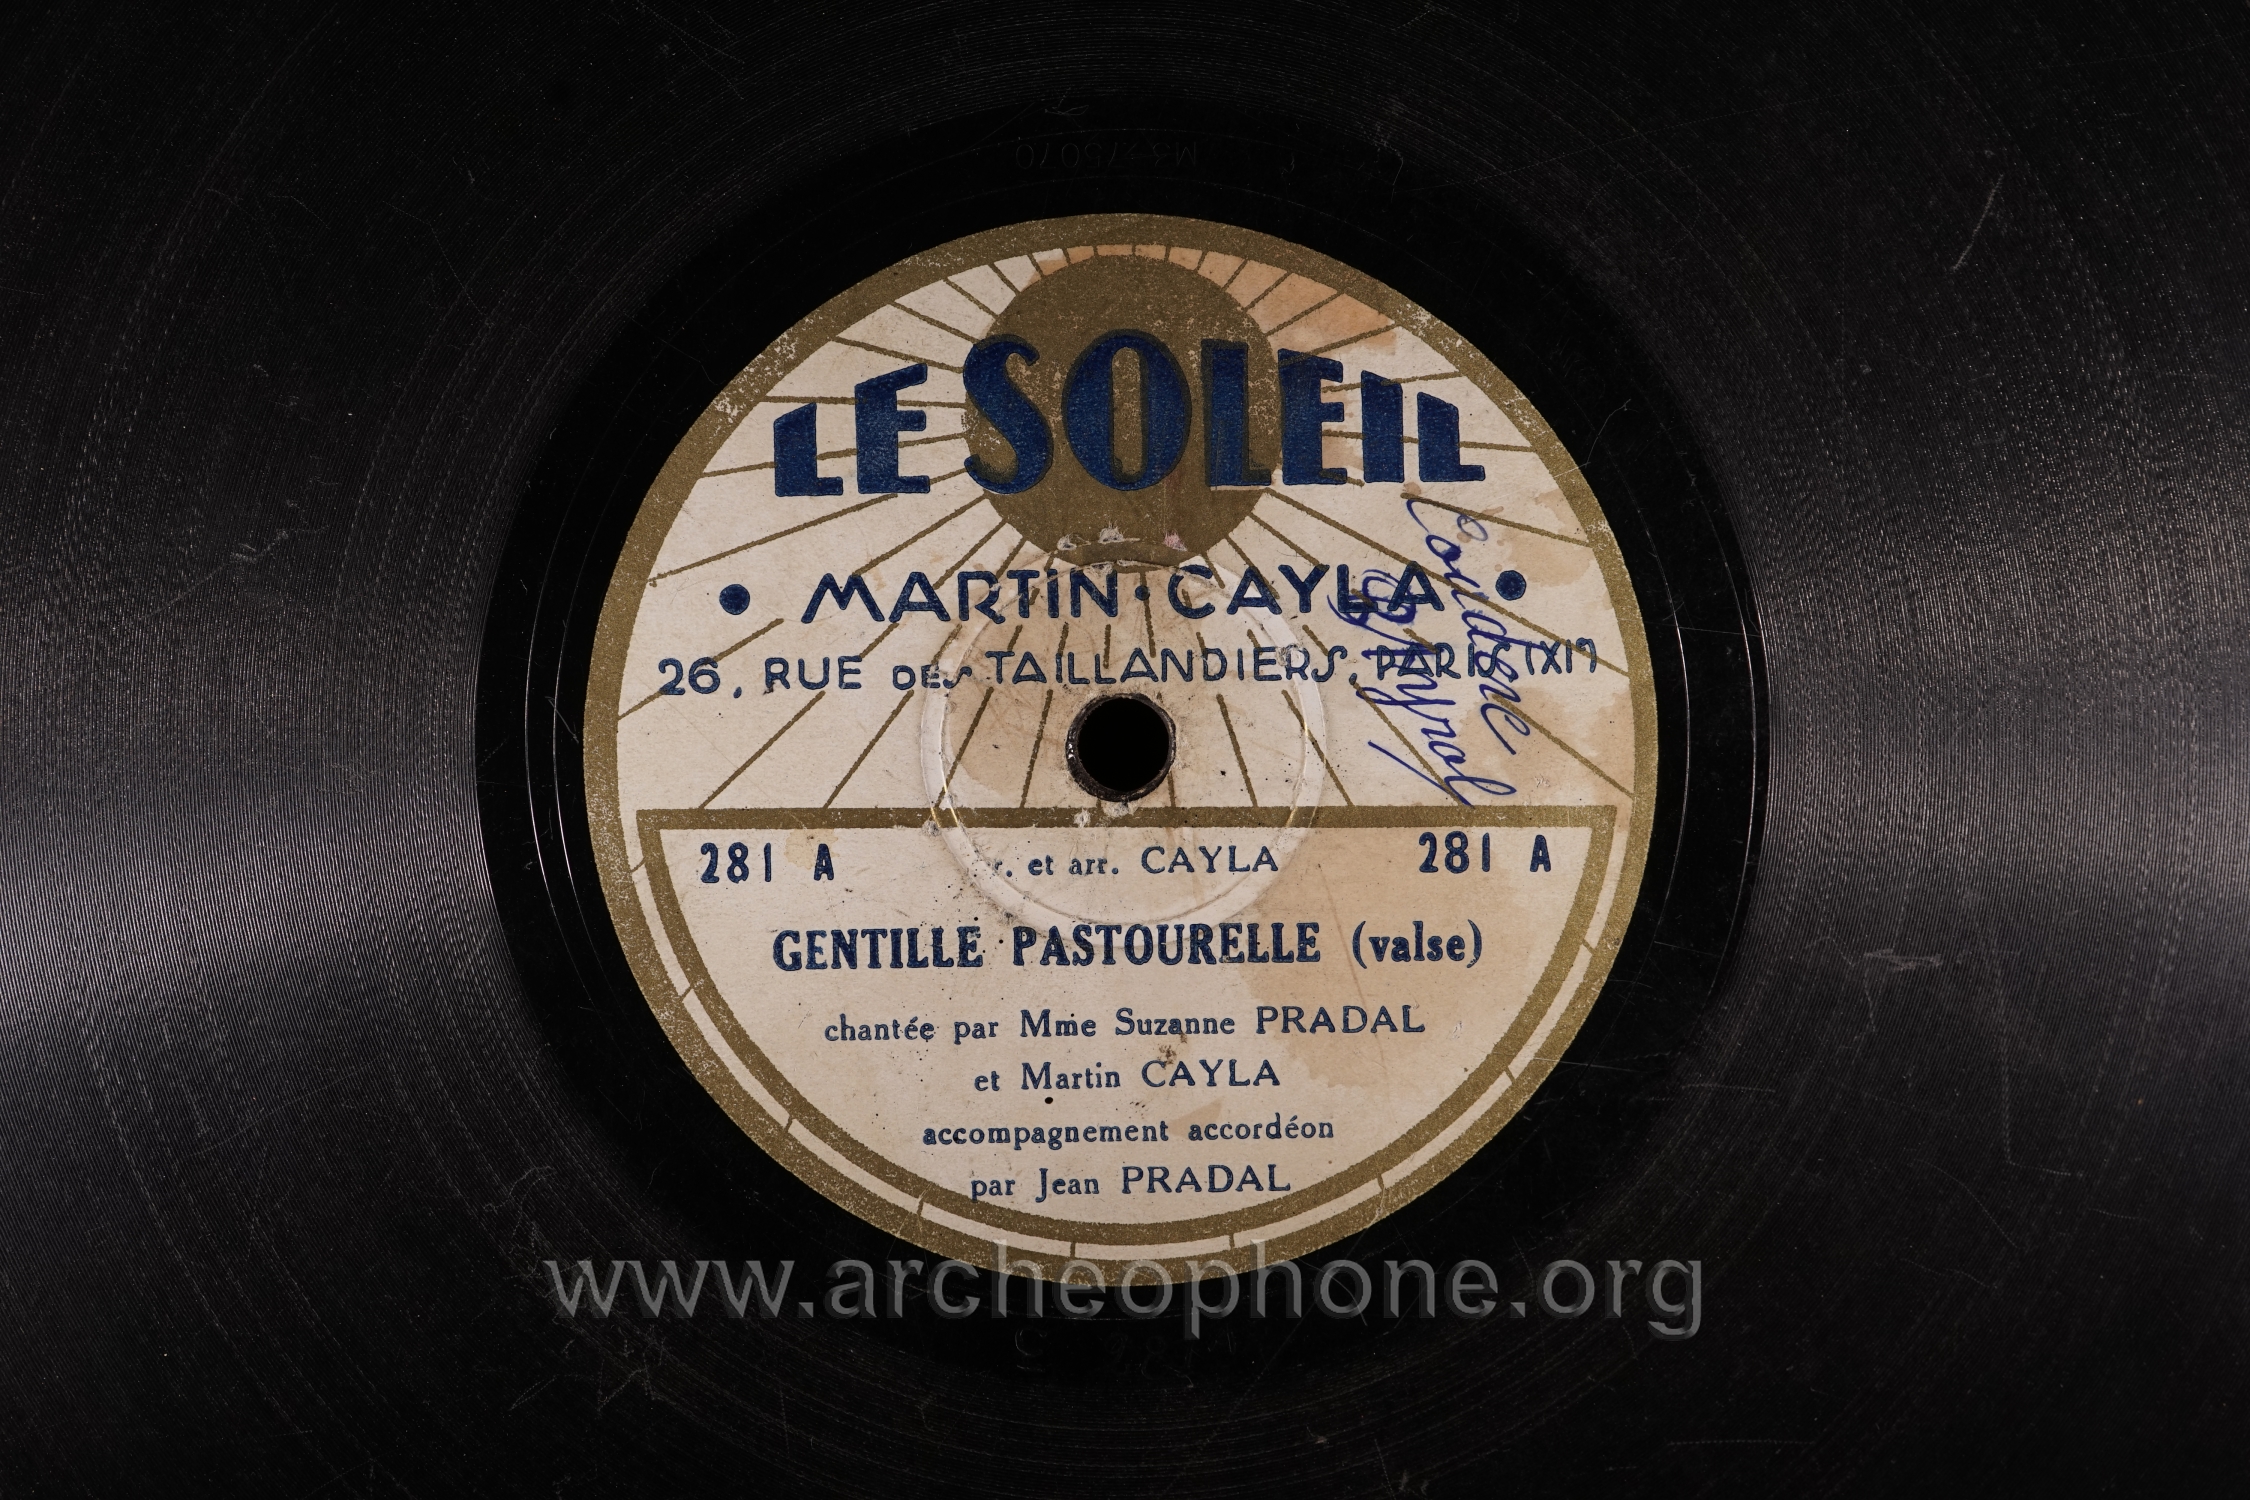 LE SOLEIL
• MARTIN·CAYLA •
26, RUE DES TAILLANDIERS, PARIS (XIe)
281 A r. et arr. CAYLA 281 A
GENTILLE PASTOURELLE (valse)
chantée par Mme Suzanne PRADAL
et Martin CAYLA
accompagnement accordéon
par Jean PRADAL
www.archeophone.org